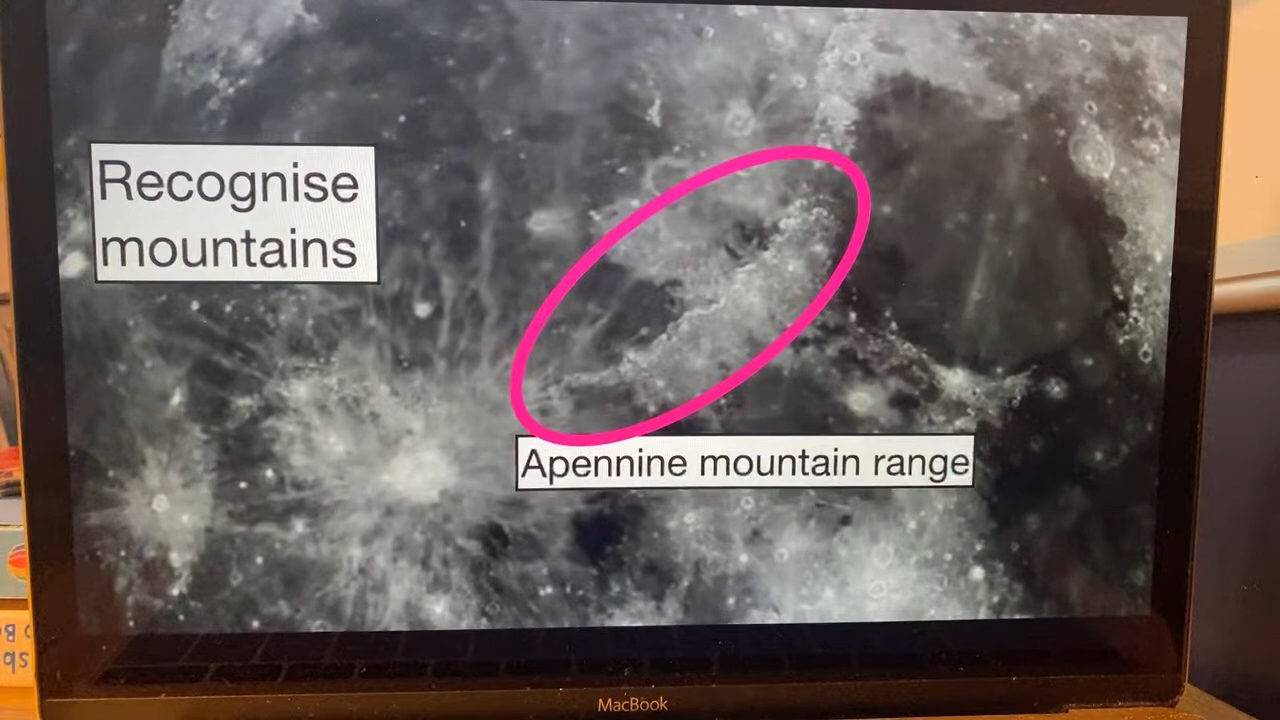 Recognise
mountains
Apennine mountain range
MacBook